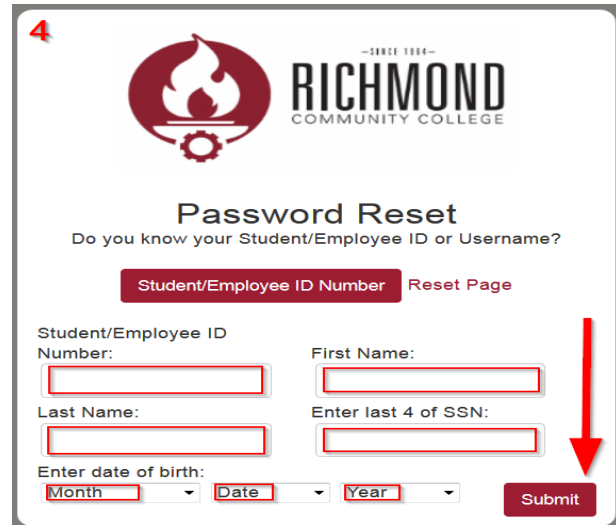 4
–SINCE 1964–
RICHMOND
COMMUNITY COLLEGE
Password Reset
Do you know your Student/Employee ID or Username?
Student/Employee ID Number Reset Page
Student/Employee ID
Number: First Name:
Last Name: Enter last 4 of SSN:
Enter date of birth:
Month Date Year Submit